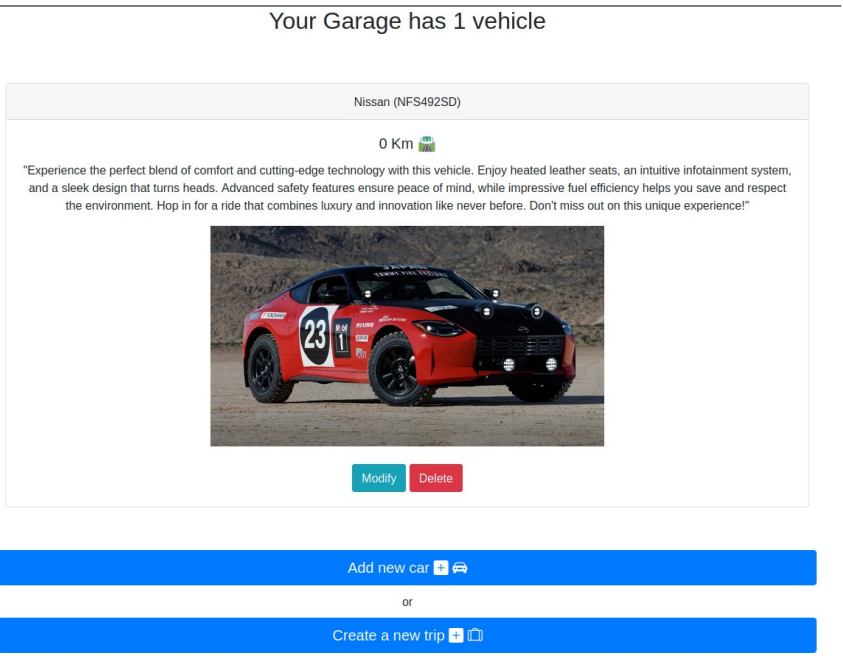 Your Garage has 1 vehicle
Nissan (NFS492SD)
0 Km
"Experience the perfect blend of comfort and cutting-edge technology with this vehicle. Enjoy heated leather seats, an intuitive infotainment system,
and a sleek design that turns heads. Advanced safety features ensure peace of mind, while impressive fuel efficiency helps you save and respect
the environment. Hop in for a ride that combines luxury and innovation like never before. Don't miss out on this unique experience!"
JAPAN
23
Mobil
1
nismo
Modify Delete
Add new car
or
Create a new trip